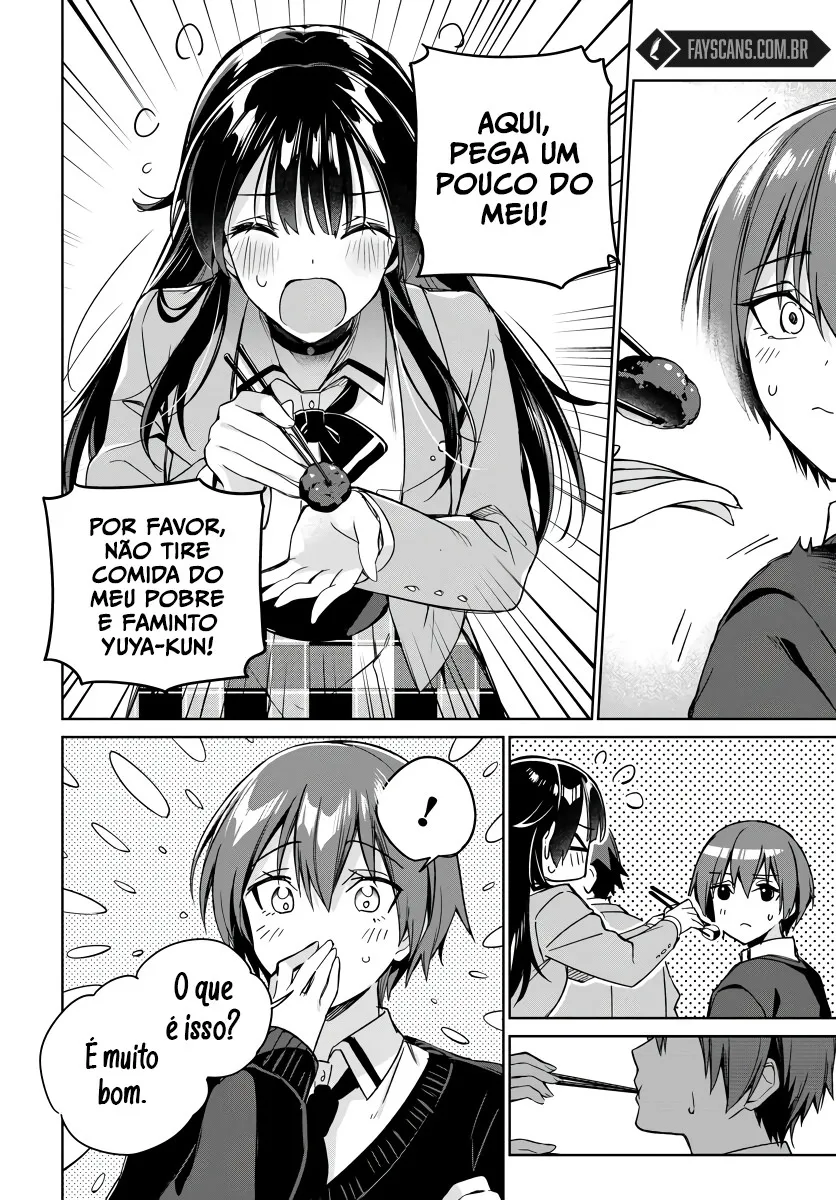 FAYSCANS.COM.BR
AQUI,
PEGA UM
POUCO DO
MEU!
POR FAVOR,
NÃO TIRE
COMIDA DO
MEU POBRE
E FAMINTO
YUYA-KUN!
!
O que
é isso?
É muito
bom.